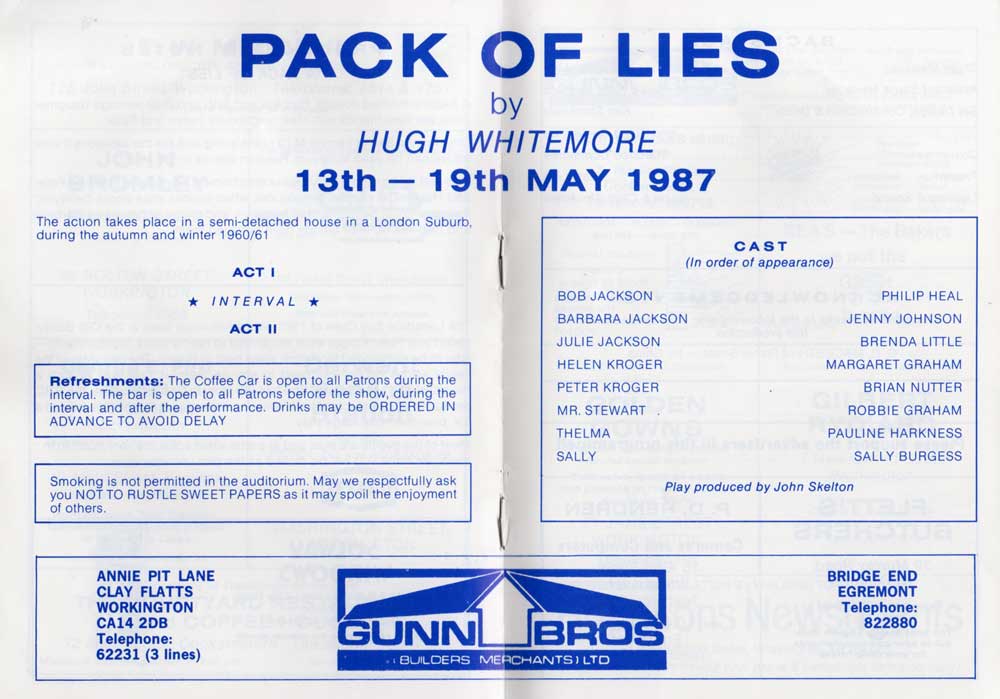 PACK OF LIES
by
HUGH WHITEMORE
13th — 19th MAY 1987
The action takes place in a semi-detached house in a London Suburb,
during the autumn and winter 1960/61
ACT I
★ INTERVAL ★
ACT II
Refreshments: The Coffee Car is open to all Patrons during the
interval. The bar is open to all Patrons before the show, during the
interval and after the performance. Drinks may be ORDERED IN
ADVANCE TO AVOID DELAY
Smoking is not permitted in the auditorium. May we respectfully ask
you NOT TO RUSTLE SWEET PAPERS as it may spoil the enjoyment
of others.
CAST
(In order of appearance)
BOB JACKSON PHILIP HEAL
BARBARA JACKSON JENNY JOHNSON
JULIE JACKSON BRENDA LITTLE
HELEN KROGER MARGARET GRAHAM
PETER KROGER BRIAN NUTTER
MR. STEWART ROBBIE GRAHAM
THELMA PAULINE HARKNESS
SALLY SALLY BURGESS
Play produced by John Skelton
ANNIE PIT LANE
CLAY FLATTS
WORKINGTON
CA14 2DB
Telephone:
62231 (3 lines)
GUNN BROS
(BUILDERS MERCHANTS) LTD
BRIDGE END
EGREMONT
Telephone:
822880